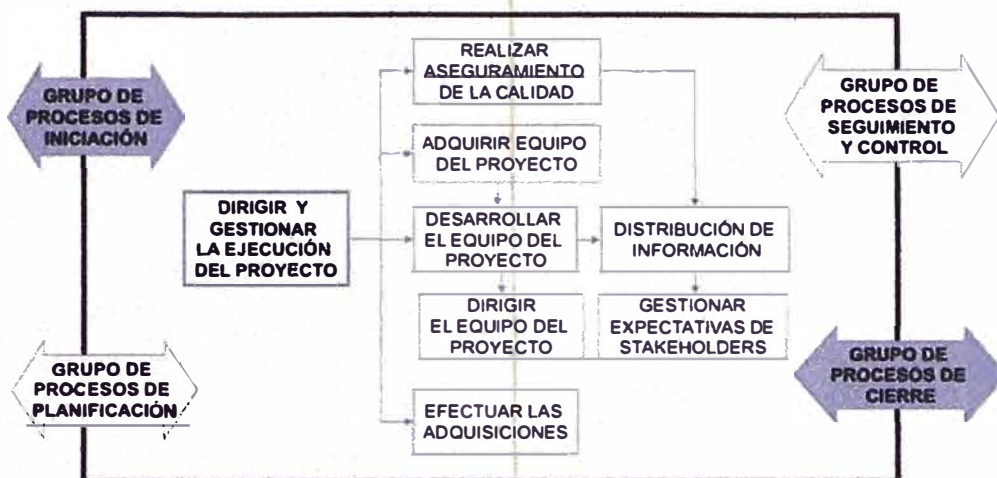 GRUPO DE
PROCESOS DE
INICIACIÓN
REALIZAR
ASEGURAMIENTO
DE LA CALIDAD
GRUPO DE
PROCESOS DE
SEGUIMIENTO
Y CONTROL
ADQUIRIR EQUIPO
DEL PROYECTO
DIRIGIR Y
GESTIONAR
LA EJECUCIÓN
DEL PROYECTO
DESARROLLAR
EL EQUIPO DEL
PROYECTO
DISTRIBUCIÓN DE
INFORMACIÓN
DIRIGIR
EL EQUIPO DEL
PROYECTO
GESTIONAR
EXPECTATIVAS DE
STAKEHOLDERS
GRUPO DE
PROCESOS DE
PLANIFICACIÓN
GRUPO DE
PROCESOS DE
CIERRE
EFECTUAR LAS
ADQUISICIONES